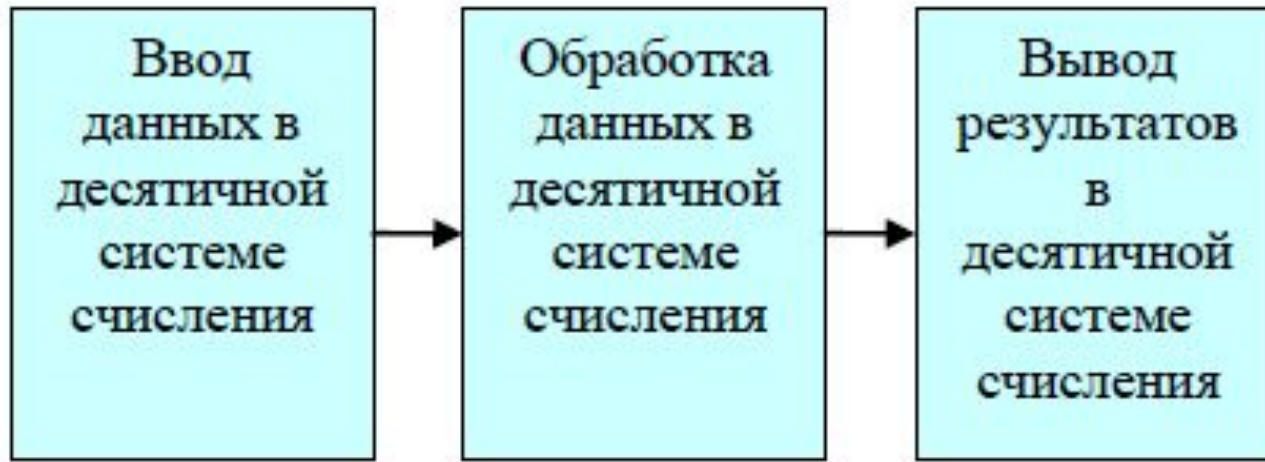 Ввод
данных в
десятичной
системе
счисления
Обработка
данных в
десятичной
системе
счисления
Вывод
результатов
в
десятичной
системе
счисления